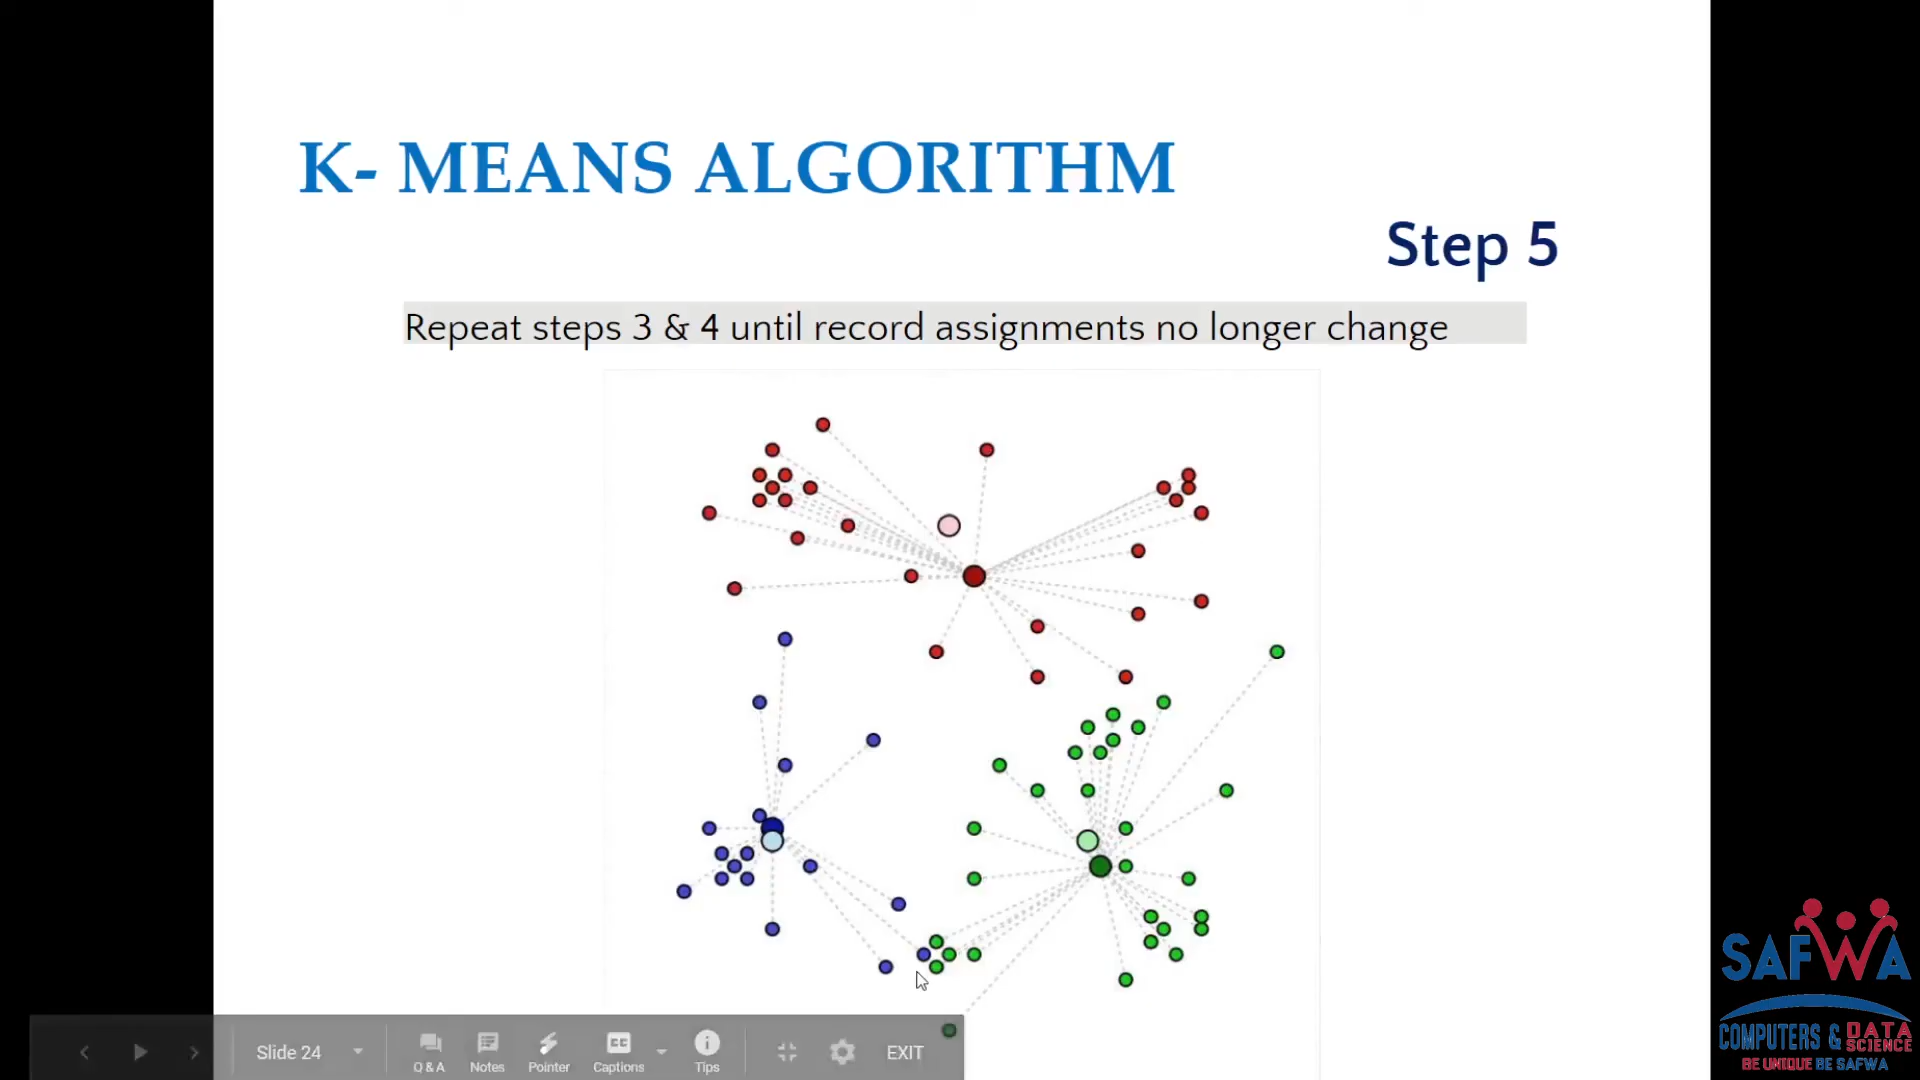 K- MEANS ALGORITHM
Step 5
Repeat steps 3 & 4 until record assignments no longer change
SAFWA
COMPUTERS & DATA SCIENCE
BE UNIQUE BE SAFWA
Slide 24
Q & A
Notes
Pointer
CC
Captions
Tips
EXIT